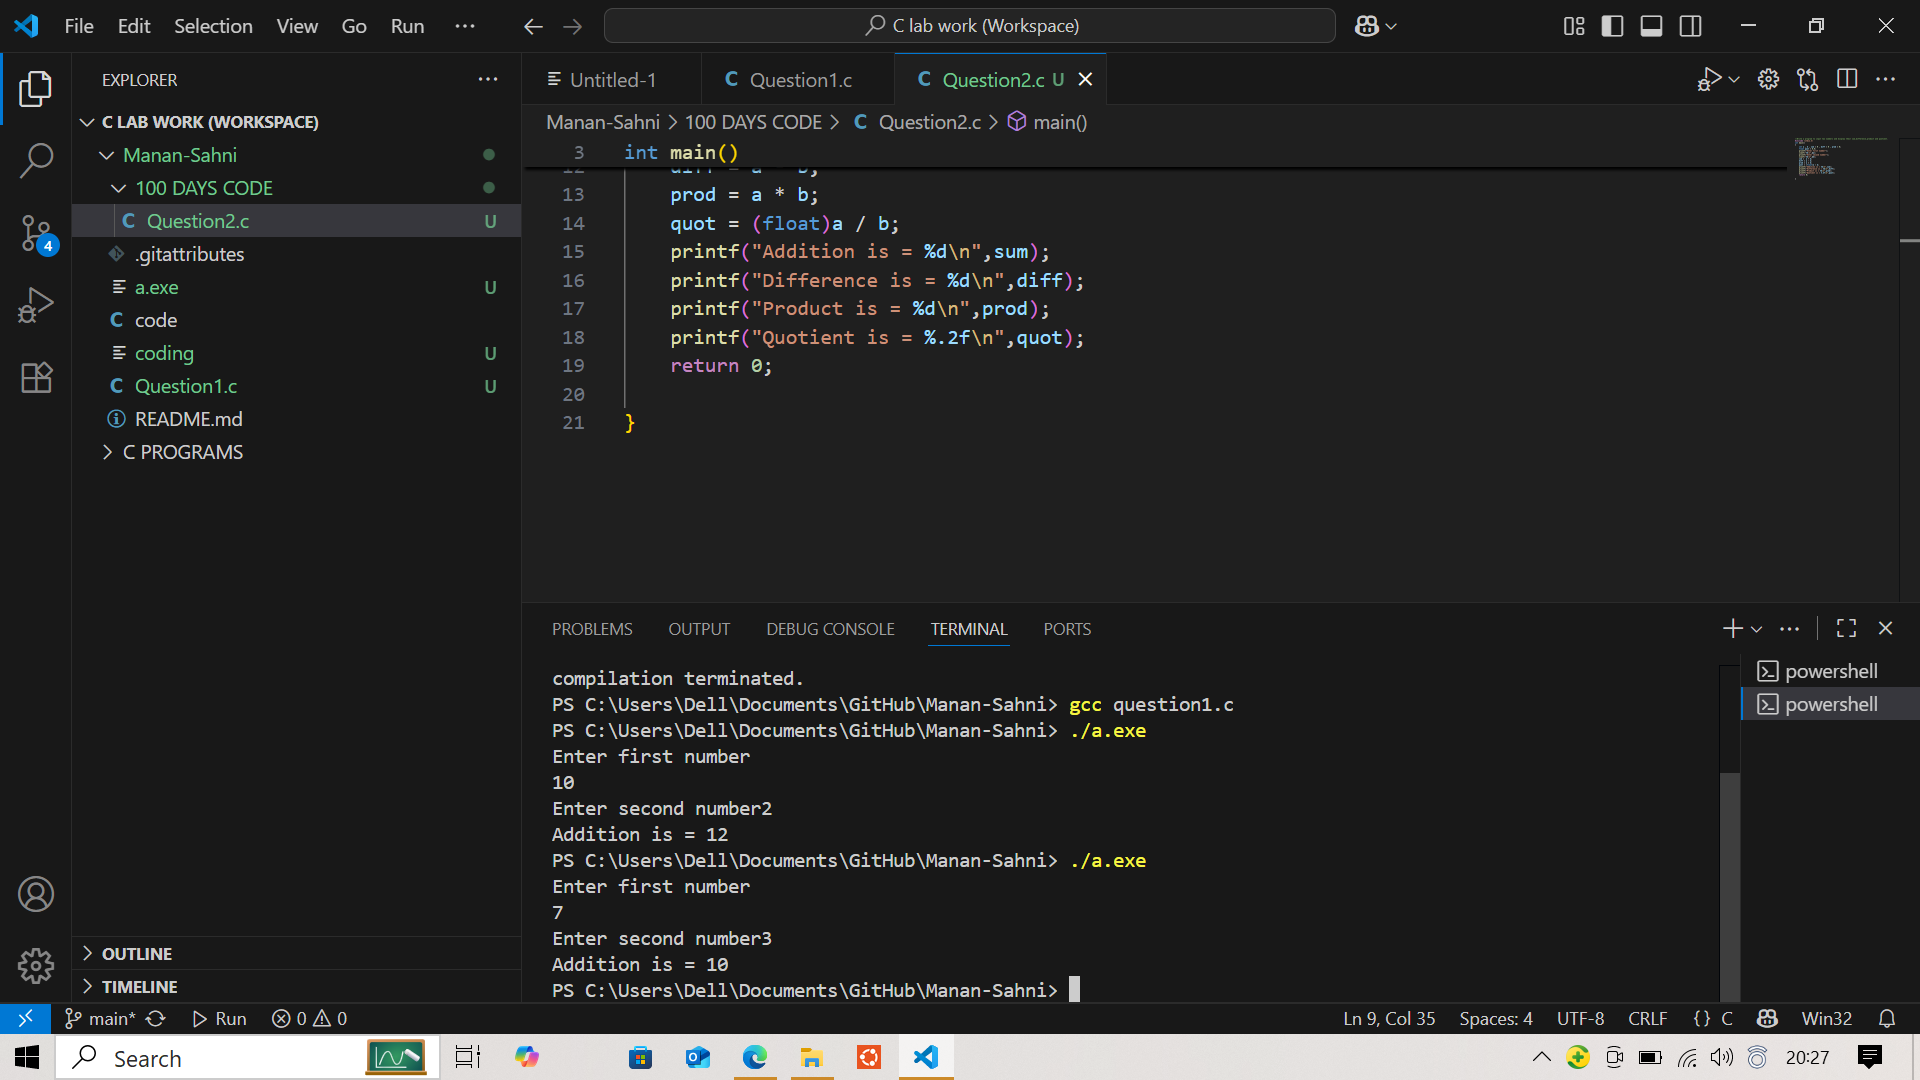 File Edit Selection View Go Run ... C lab work (Workspace)
EXPLORER ...
Untitled-1 C Question1.c C Question2.c U
C LAB WORK (WORKSPACE)
Manan-Sahni
100 DAYS CODE
C Question2.c U
.gitattributes
a.exe U
C code
coding U
C Question1.c U
README.md
C PROGRAMS
OUTLINE
TIMELINE
4
Manan-Sahni > 100 DAYS CODE > C Question2.c > main()
3 int main()
13 prod = a * b;
14 quot = (float)a / b;
15 printf("Addition is = %d\n",sum);
16 printf("Difference is = %d\n",diff);
17 printf("Product is = %d\n",prod);
18 printf("Quotient is = %.2f\n",quot);
19 return 0;
20
21 }
PROBLEMS OUTPUT DEBUG CONSOLE TERMINAL PORTS
compilation terminated.
PS C:\Users\Dell\Documents\GitHub\Manan-Sahni> gcc question1.c
PS C:\Users\Dell\Documents\GitHub\Manan-Sahni> ./a.exe
Enter first number
10
Enter second number2
Addition is = 12
PS C:\Users\Dell\Documents\GitHub\Manan-Sahni> ./a.exe
Enter first number
7
Enter second number3
Addition is = 10
PS C:\Users\Dell\Documents\GitHub\Manan-Sahni>
powershell
powershell
main* Run 0 0 Ln 9, Col 35 Spaces: 4 UTF-8 CRLF {} C Win32
Search 20:27